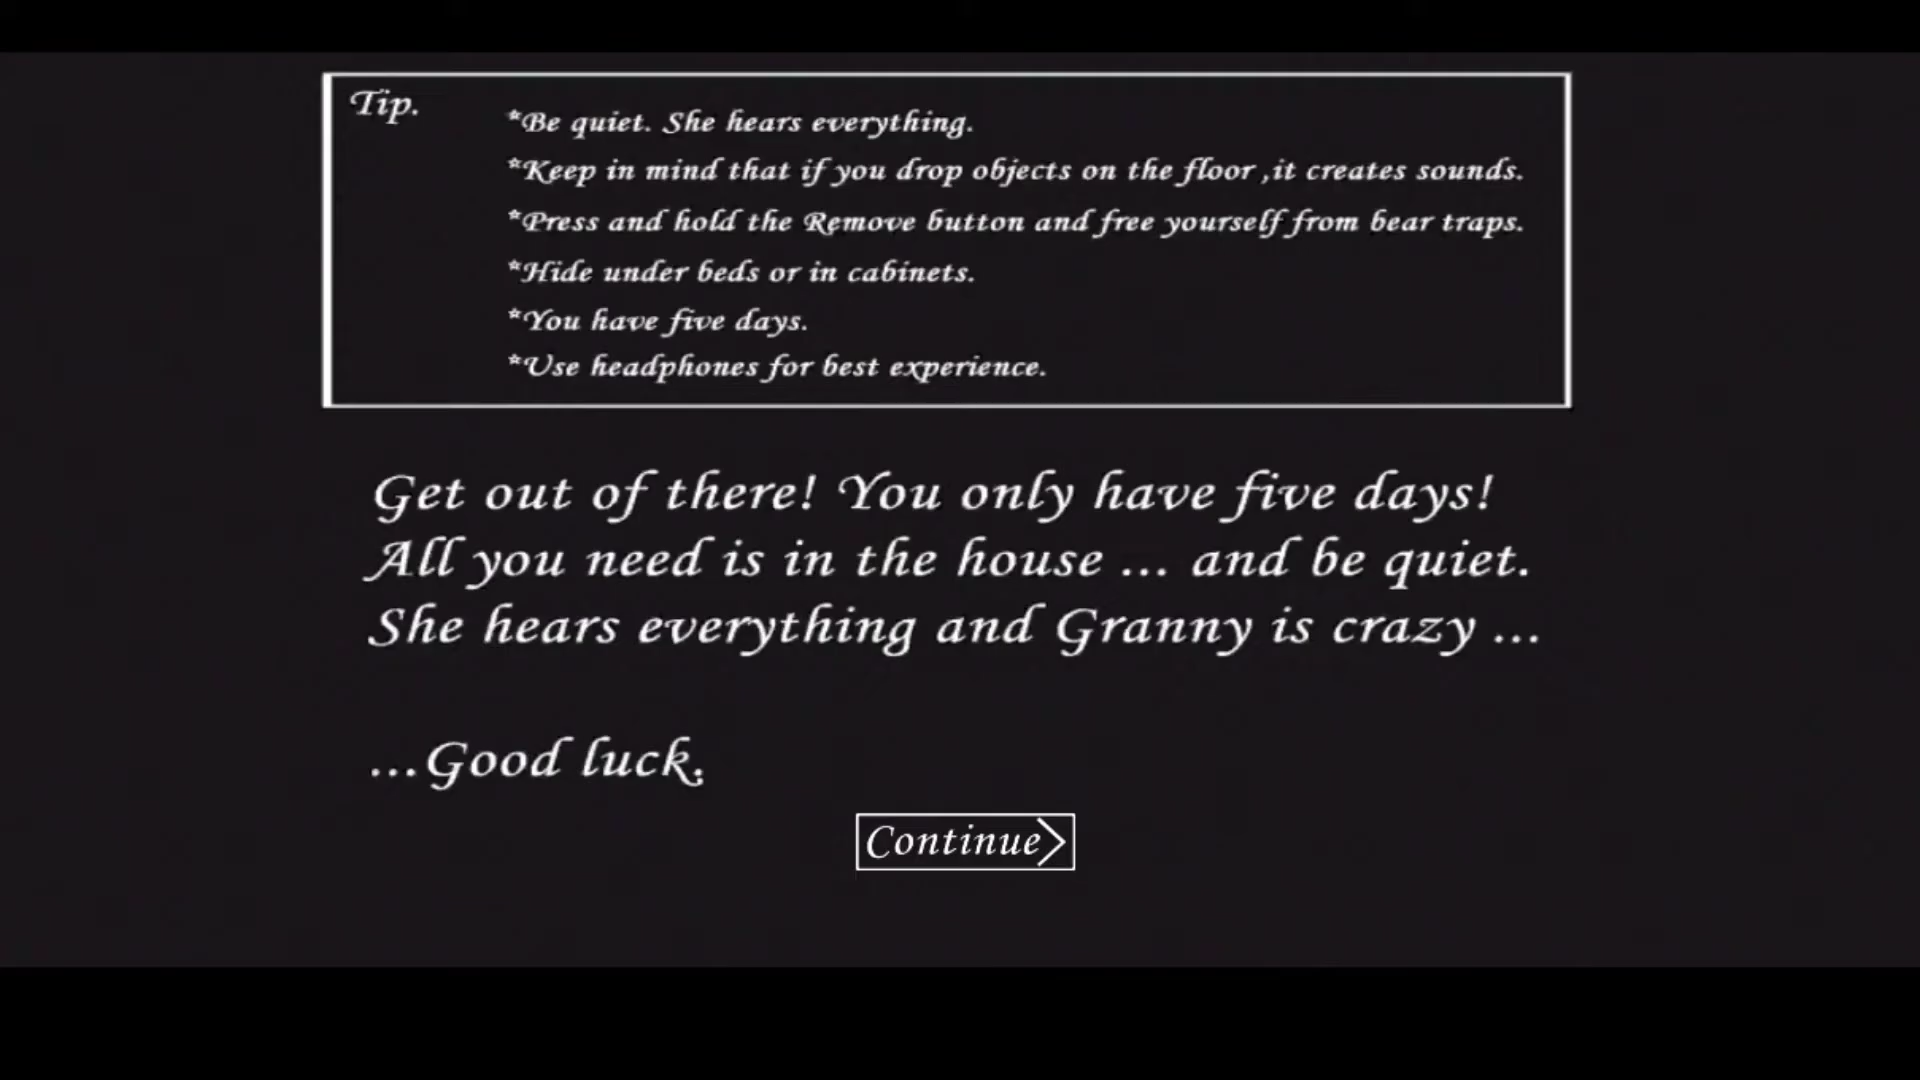 Tip.
*Be quiet. She hears everything.
*Keep in mind that if you drop objects on the floor ,it creates sounds.
*Press and hold the Remove button and free yourself from bear traps.
*Hide under beds or in cabinets.
*You have five days.
*Use headphones for best experience.
Get out of there! You only have five days!
All you need is in the house ... and be quiet.
She hears everything and Granny is crazy ...
...Good luck.
Continue>